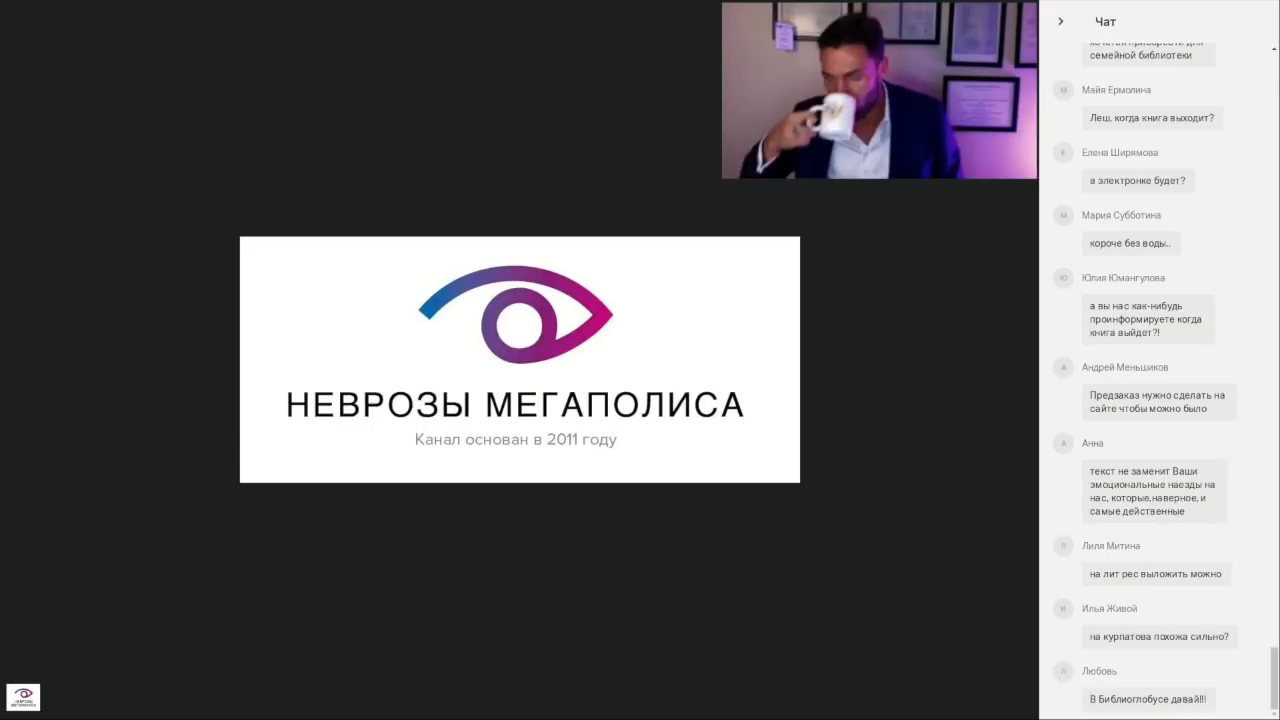 Чат
семейной библиотеки
Майя Ермолина
Леш, когда книга выходит?
Елена Ширямова
в электронке будет?
Мария Субботина
короче без воды..
Юлия Юмангулова
а вы нас как-нибудь
проинформируете когда
книга выйдет?!
Андрей Меньшиков
Предзаказ нужно сделать на
сайте чтобы можно было
Анна
текст не заменит Ваши
эмоциональные наезды на
нас, которые,наверное, и
самые действенные
Лиля Митина
на лит рес выложить можно
Илья Живой
на курпатова похожа сильно?
Любовь
В Библиоглобусе давай!!!
НЕВРОЗЫ МЕГАПОЛИСА
Канал основан в 2011 году
НЕВРОЗЫ
МЕГАПОЛИСА